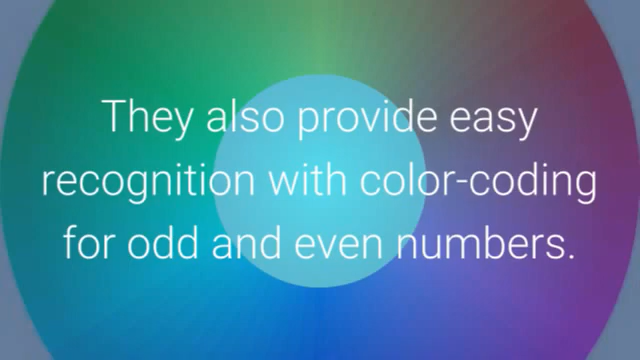 They also provide easy
recognition with color-coding
for odd and even numbers.